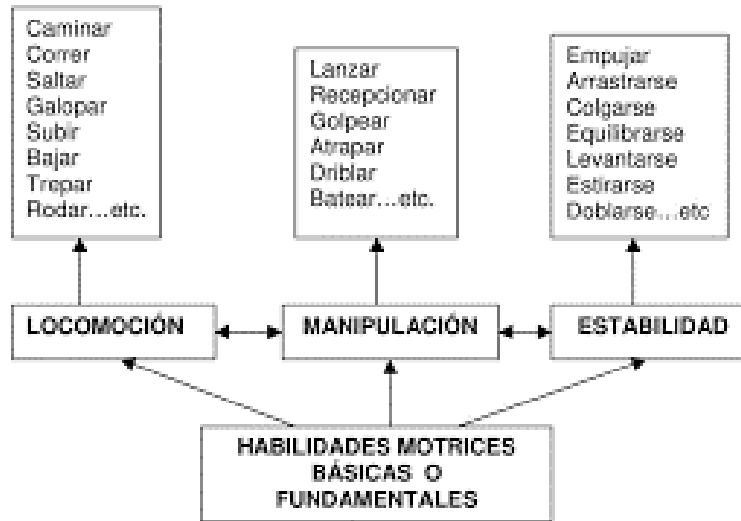 Caminar
Correr
Saltar
Galopar
Subir
Bajar
Trepar
Rodar...etc.
Lanzar
Recepcionar
Golpear
Atrapar
Driblar
Batear...etc.
Empujar
Arrastrarse
Colgarse
Equilibrarse
Levantarse
Estirarse
Doblarse...etc
LOCOMOCIÓN
MANIPULACIÓN
ESTABILIDAD
HABILIDADES MOTRICES
BÁSICAS O
FUNDAMENTALES